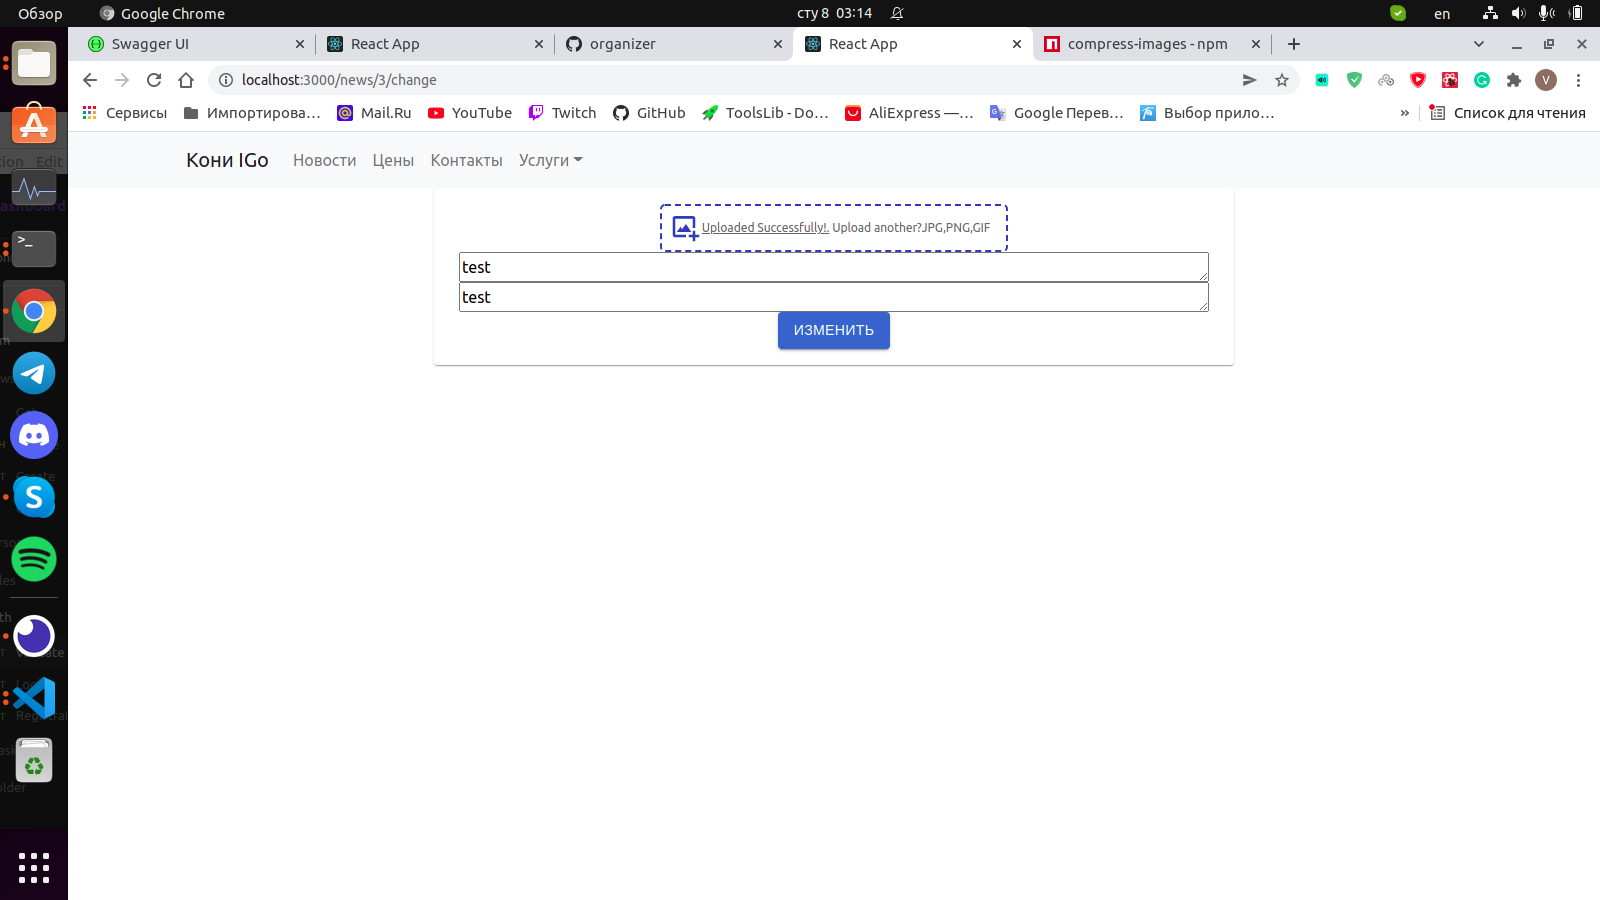 Обзор Google Chrome сту 8 03:14 en
Swagger UI React App organizer React App compress-images - npm
localhost:3000/news/3/change V
Сервисы Импортирова... Mail.Ru YouTube Twitch GitHub ToolsLib - Do... AliExpress —... Google Перев... Выбор прило... » Список для чтения
Кони IGo Новости Цены Контакты Услуги
Uploaded Successfully!. Upload another?JPG,PNG,GIF
test
test
ИЗМЕНИТЬ
Edit